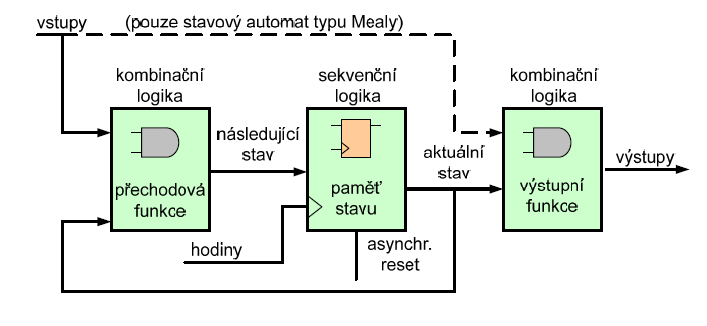 vstupy
(pouze stavový automat typu Mealy)
kombinační
logika
sekvenční
logika
kombinační
logika
následující
stav
aktuální
stav
výstupy
přechodová
funkce
paměť
stavu
výstupní
funkce
hodiny
asynchr.
reset